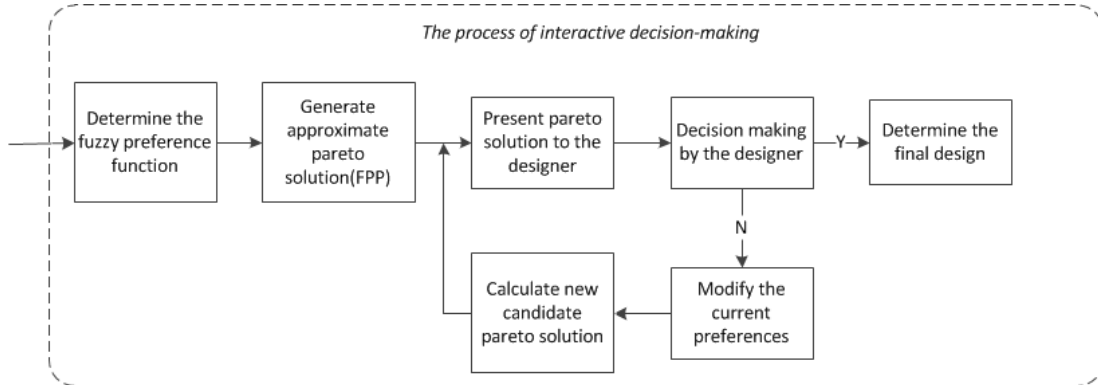 The process of interactive decision-making
Determine the
fuzzy preference
function
Generate
approximate
pareto
solution(FPP)
Present pareto
solution to the
designer
Decision making
by the designer
Y
Determine the
final design
N
Calculate new
candidate
pareto solution
Modify the
current
preferences